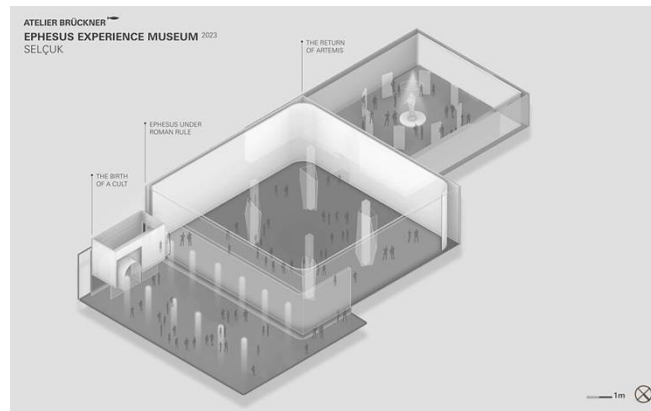 ATELIER BRÜCKNER
EPHESUS EXPERIENCE MUSEUM 2023
SELÇUK
THE RETURN
OF ARTEMIS
EPHESUS UNDER
ROMAN RULE
THE BIRTH
OF A CULT
1m